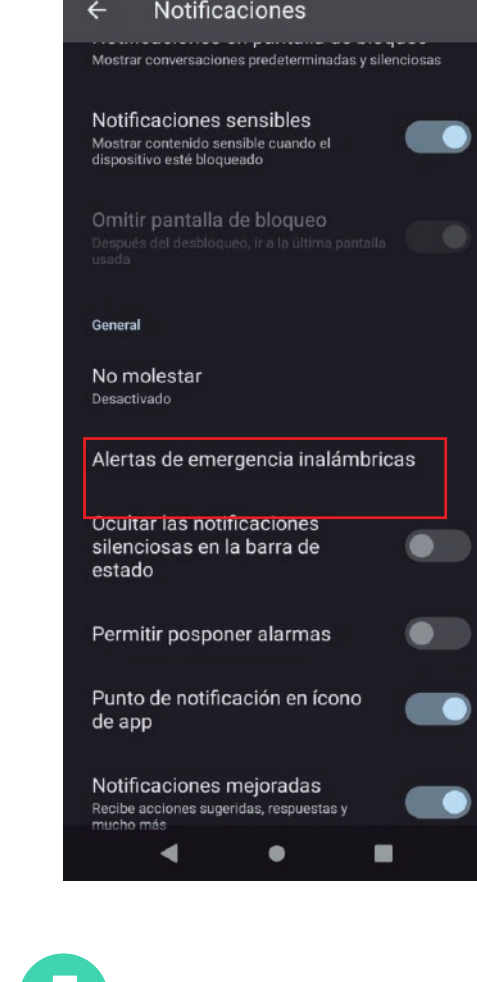 Notificaciones
Mostrar conversaciones predeterminadas y silenciosas
Notificaciones sensibles
Mostrar contenido sensible cuando el
dispositivo esté bloqueado
Omitir pantalla de bloqueo
Después del desbloqueo, ir a la última pantalla
usada
General
No molestar
Desactivado
Alertas de emergencia inalámbricas
Ocultar las notificaciones
silenciosas en la barra de
estado
Permitir posponer alarmas
Punto de notificación en ícono
de app
Notificaciones mejoradas
Recibe acciones sugeridas, respuestas y
mucho más